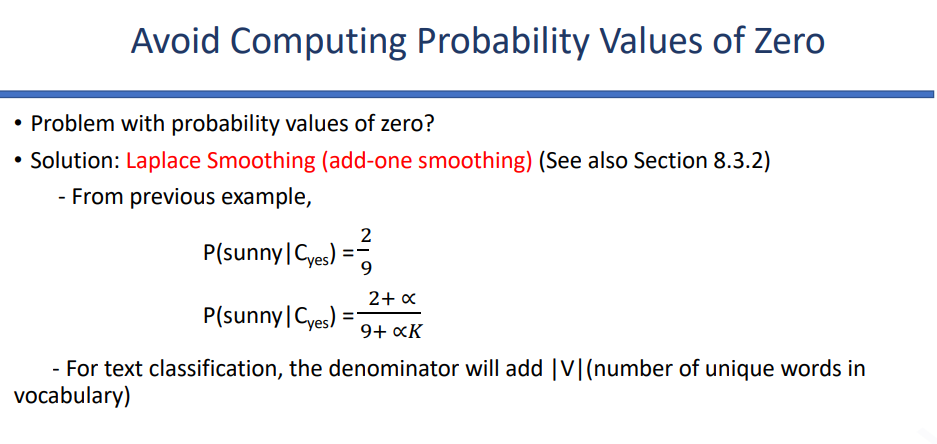 Avoid Computing Probability Values of Zero
• Problem with probability values of zero?
• Solution: Laplace Smoothing (add-one smoothing) (See also Section 8.3.2)
- From previous example,
P(sunny|Cyes) = 2/9
P(sunny|Cyes) = 2+ ∝ / 9+ ∝K
- For text classification, the denominator will add |V|(number of unique words in
vocabulary)